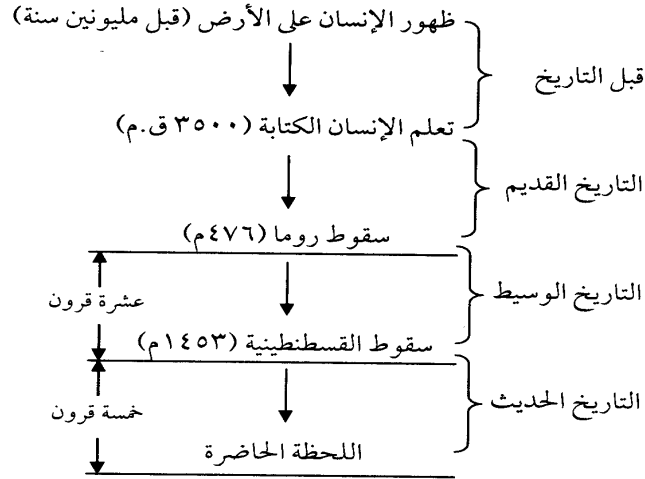 ظهور الإنسان على الأرض (قبل مليونين سنة)
قبل التاريخ
تعلم الإنسان الكتابة (٣٥٠٠ ق.م)
التاريخ القديم
سقوط روما (٤٧٦م)
التاريخ الوسيط
عشرة قرون
سقوط القسطنطينية (١٤٥٣م)
التاريخ الحديث
خمسة قرون
اللحظة الحاضرة